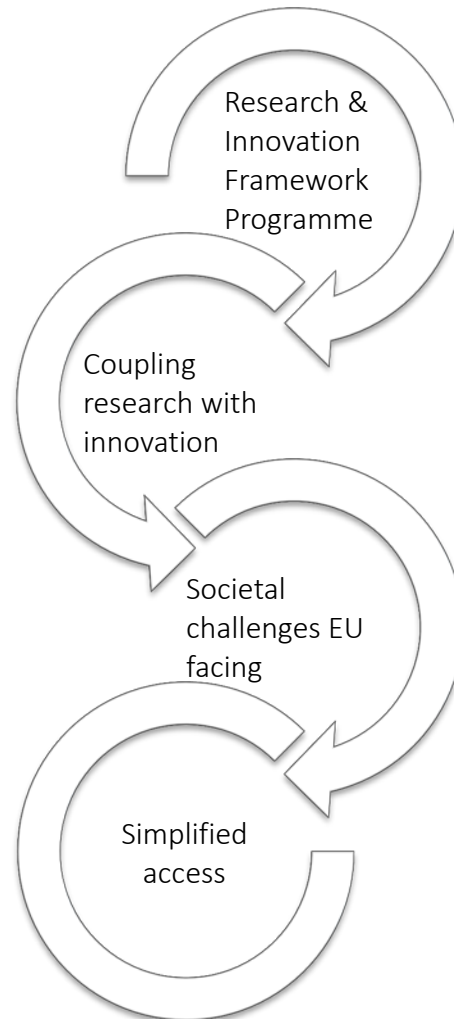 Research &
Innovation
Framework
Programme
Coupling
research with
innovation
Societal
challenges EU
facing
Simplified
access